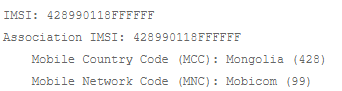 IMSI: 428990118FFFFFF
Association IMSI: 428990118FFFFFF
Mobile Country Code (MCC): Mongolia (428)
Mobile Network Code (MNC): Mobicom (99)